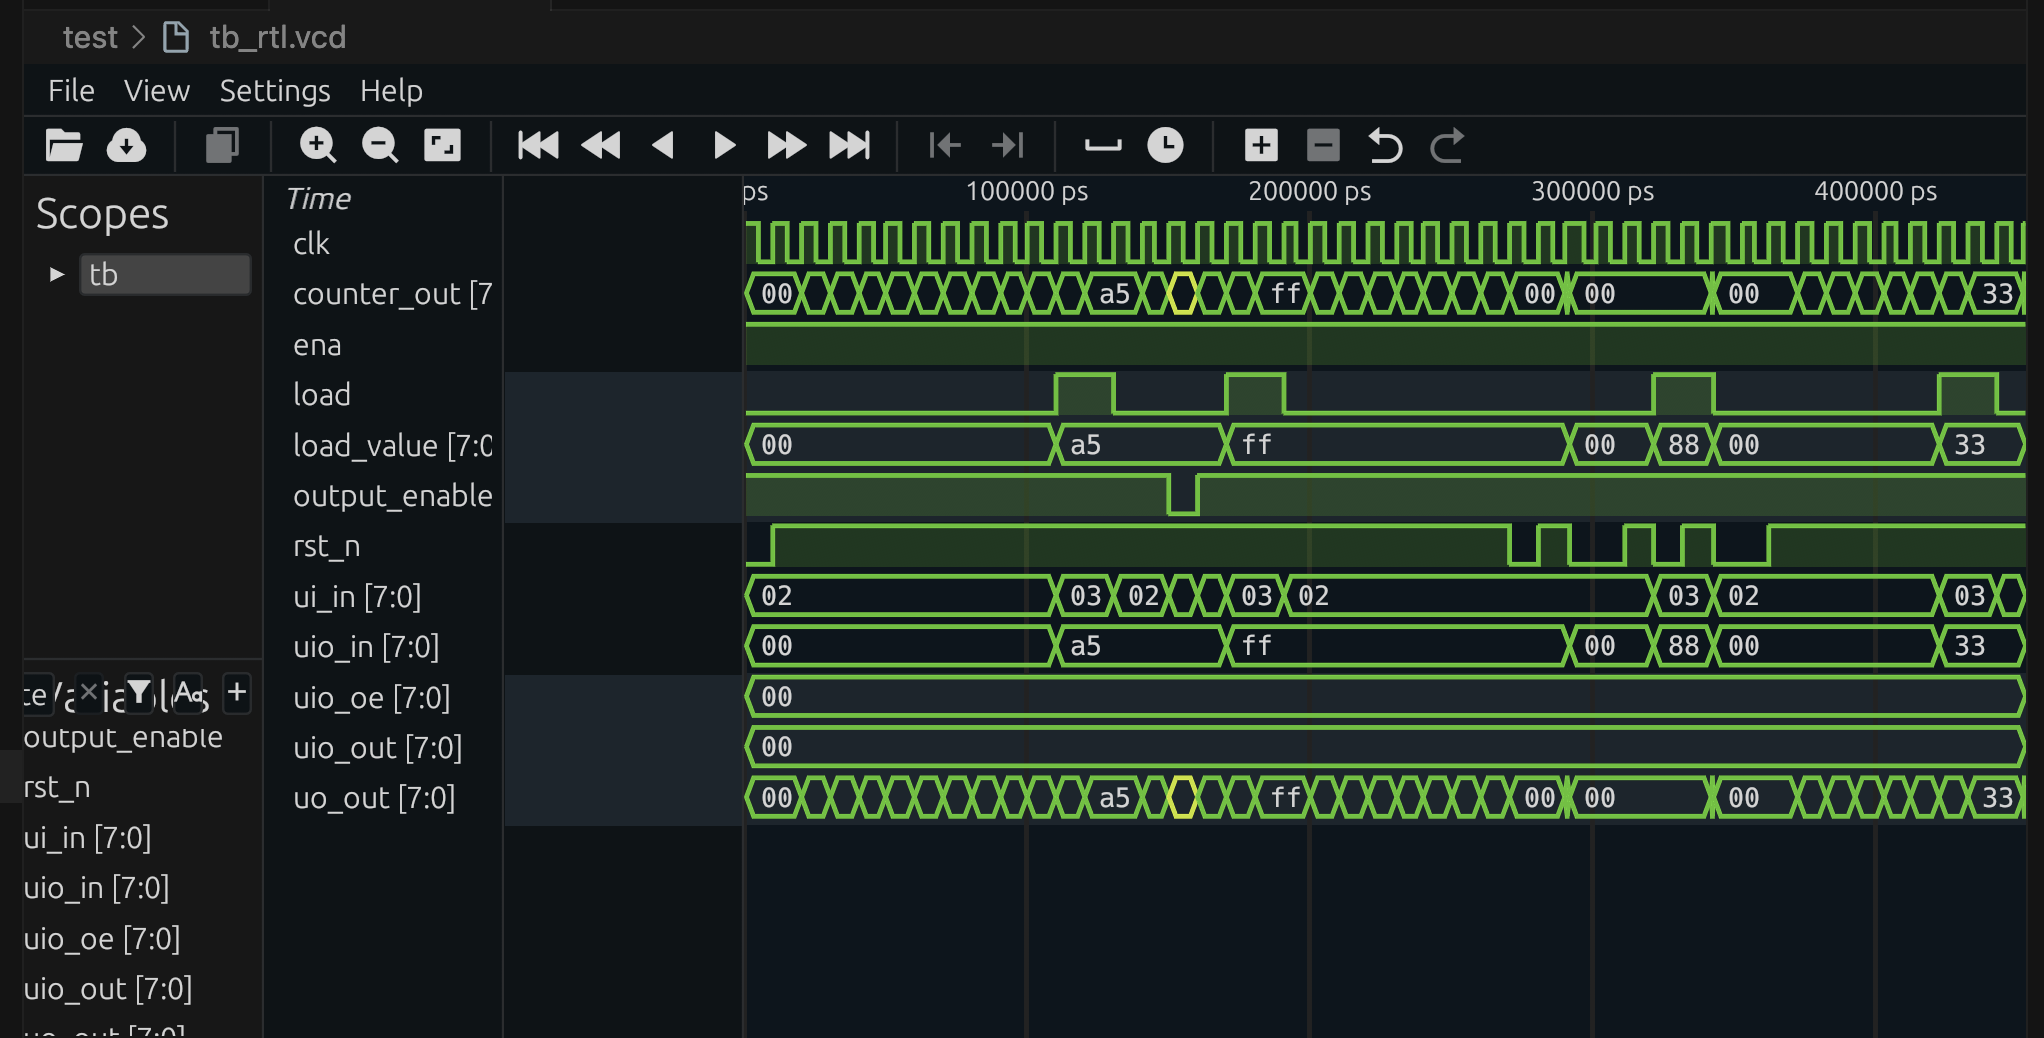 test > tb_rtl.vcd
File View Settings Help
Scopes
tb
Time
ps 100000 ps 200000 ps 300000 ps 400000 ps
clk
counter_out [7
00 a5 ff 00 00 00 33
ena
load
load_value [7:0
00 a5 ff 00 88 00 33
output_enable
rst_n
ui_in [7:0]
02 03 02 03 02 03 02 03
uio_in [7:0]
00 a5 ff 00 88 00 33
uio_oe [7:0]
00
uio_out [7:0]
00
uo_out [7:0]
00 a5 ff 00 00 00 33
Variables
output_enable
rst_n
ui_in [7:0]
uio_in [7:0]
uio_oe [7:0]
uio_out [7:0]
uo_out [7:0]